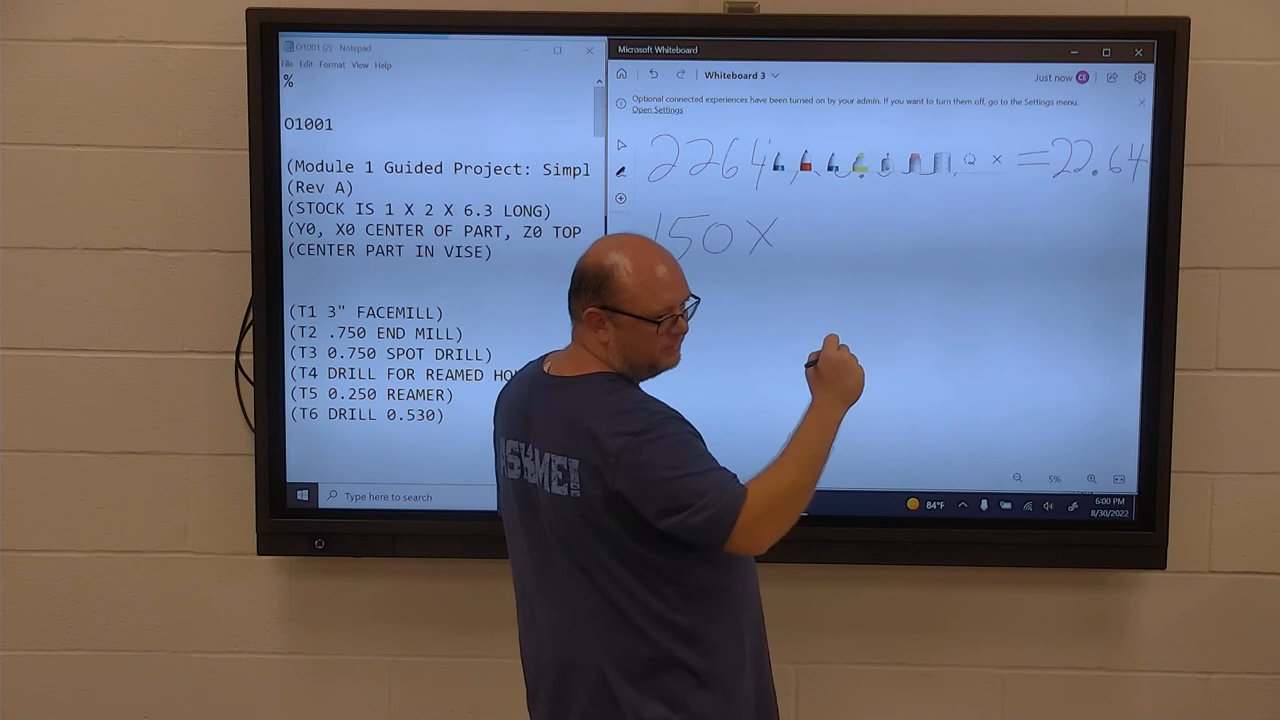 O1001 (2) - Notepad
File Edit Format View Help
%
O1001
(Module 1 Guided Project: Simpl
(Rev A)
(STOCK IS 1 X 2 X 6.3 LONG)
(Y0, X0 CENTER OF PART, Z0 TOP
(CENTER PART IN VISE)
(T1 3" FACEMILL)
(T2 .750 END MILL)
(T3 0.750 SPOT DRILL)
(T4 DRILL FOR REAMED HO
(T5 0.250 REAMER)
(T6 DRILL 0.530)
Type here to search
Microsoft Whiteboard
Whiteboard 3
Just now CE
Optional connected experiences have been turned on by your admin. If you want to turn them off, go to the Settings menu.
Open Settings
2264 =22.64
150 X
5%
84°F
6:00 PM
8/30/2022